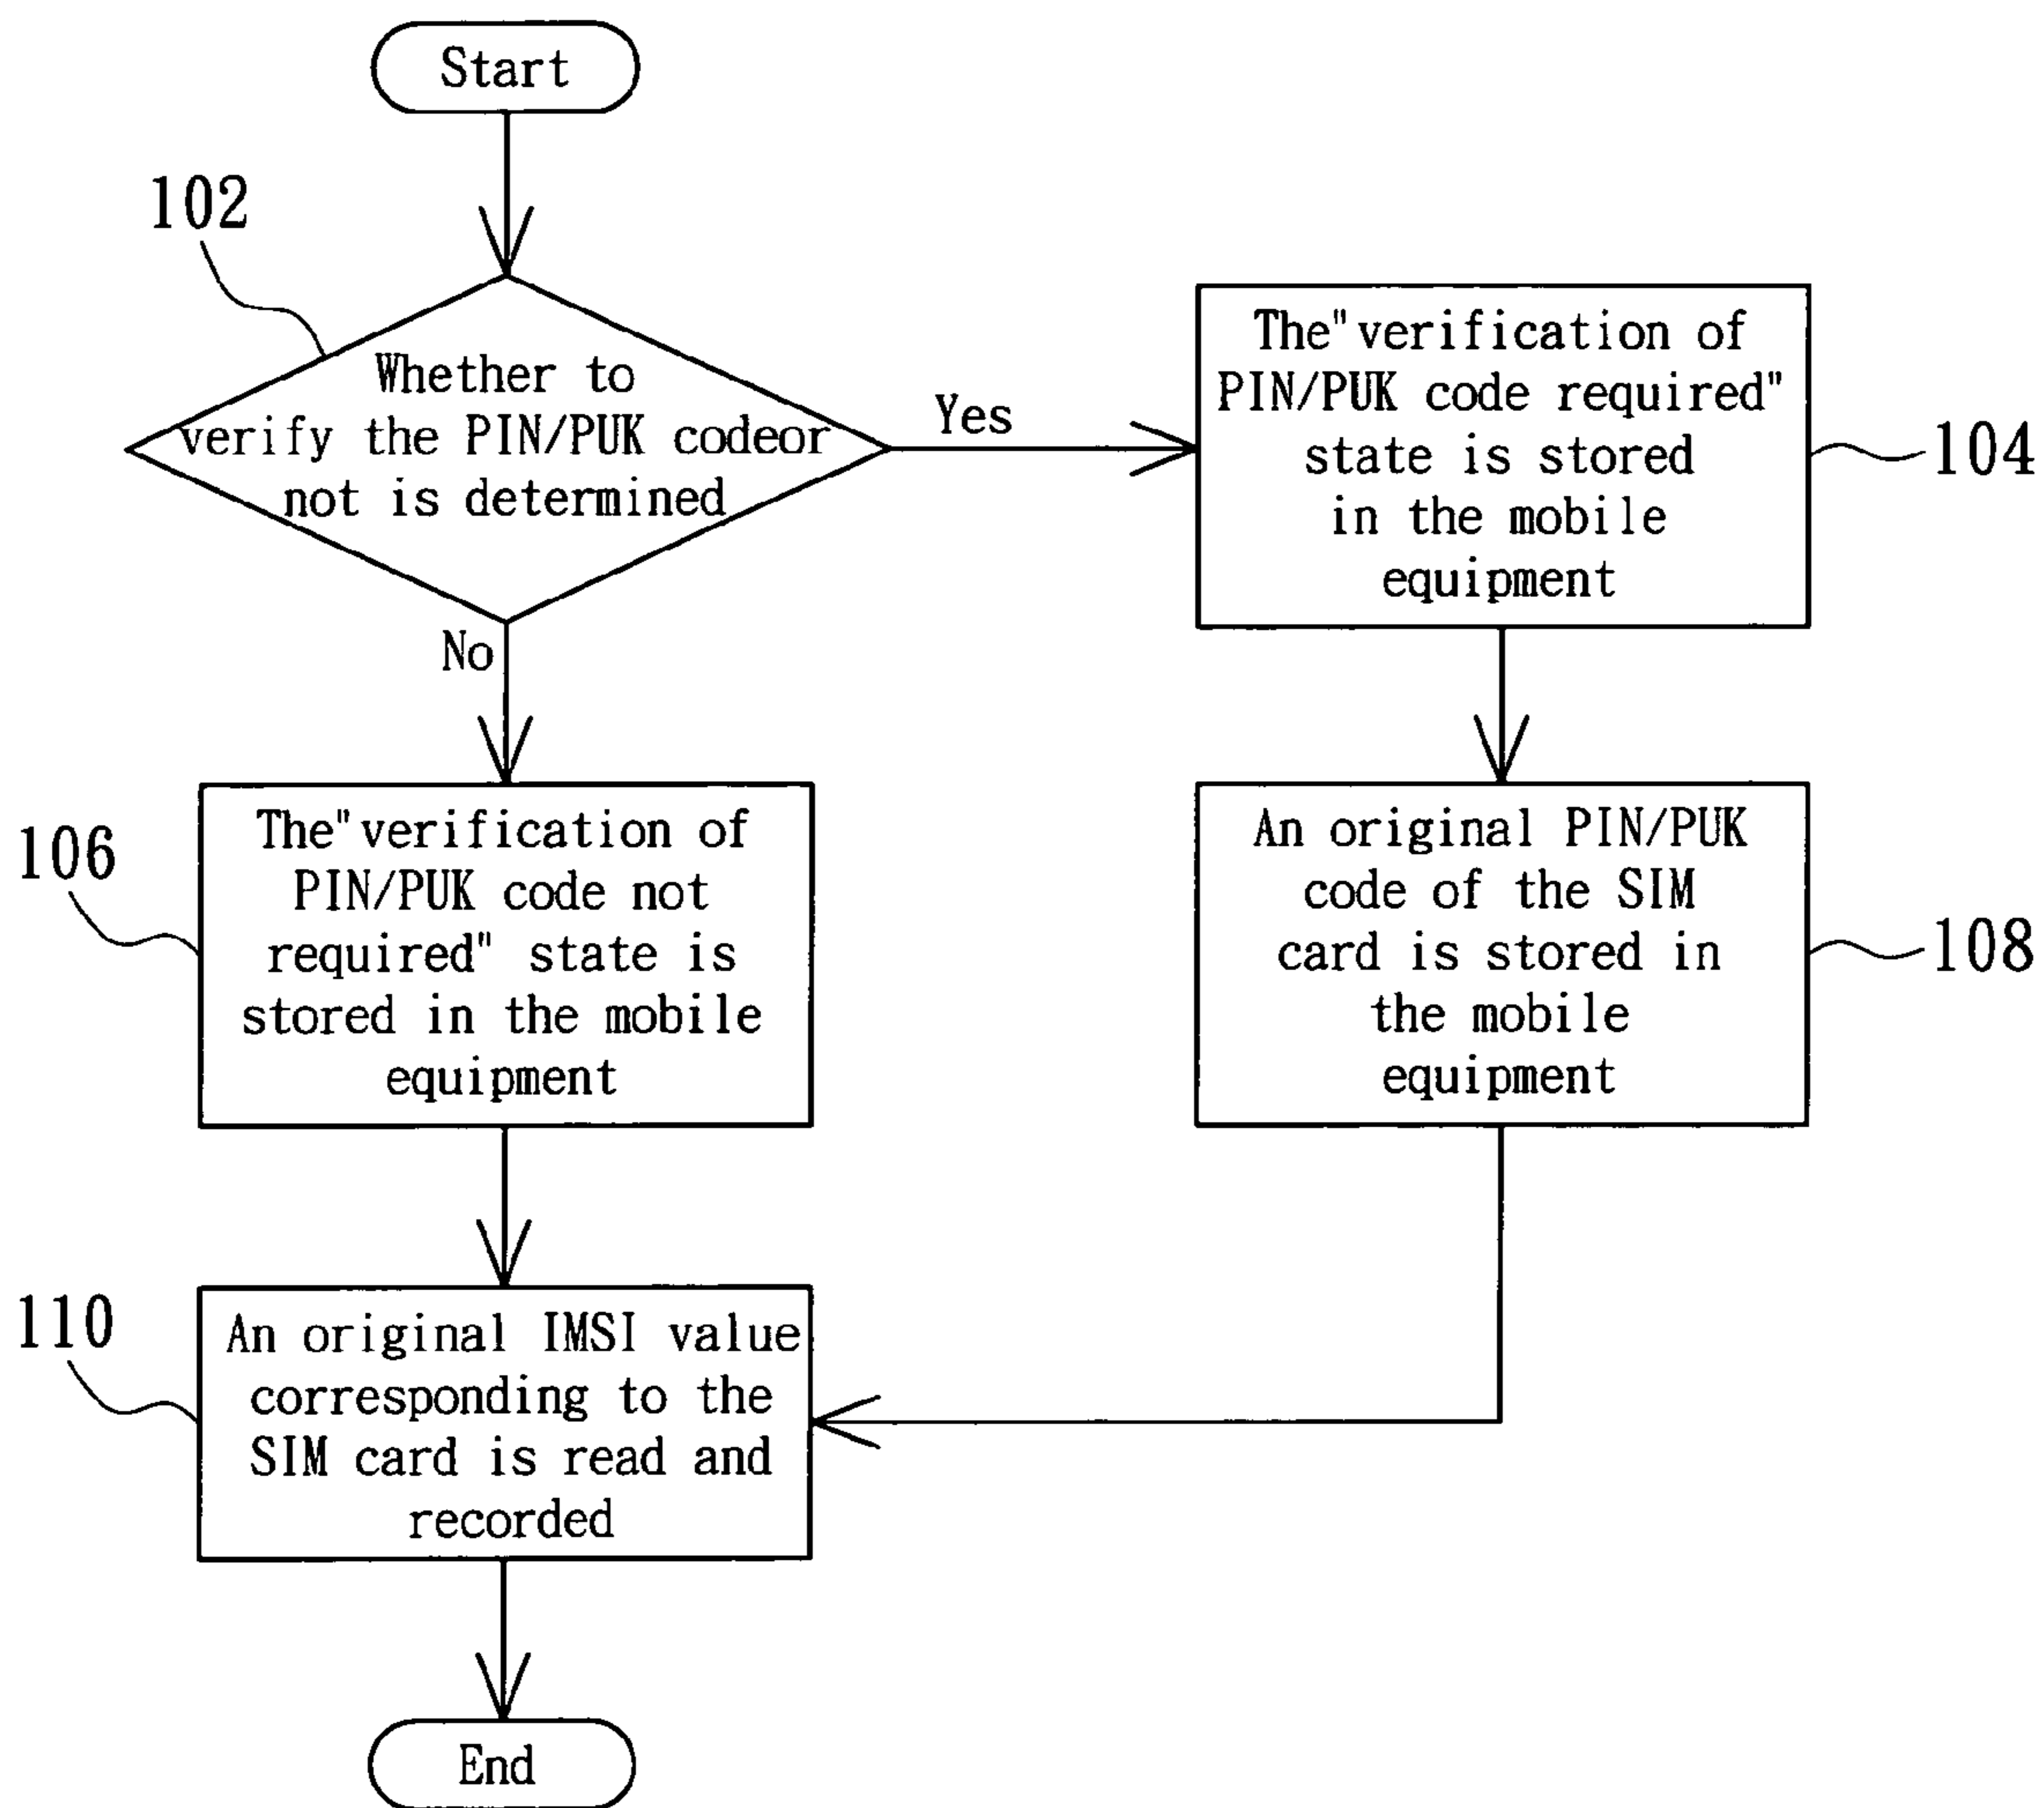 Start
102
Whether to
verify the PIN/PUK codeor
not is determined
Yes
No
The"verification of
PIN/PUK code required"
state is stored
in the mobile
equipment
104
106
The"verification of
PIN/PUK code not
required" state is
stored in the mobile
equipment
An original PIN/PUK
code of the SIM
card is stored in
the mobile
equipment
108
110
An original IMSI value
corresponding to the
SIM card is read and
recorded
End